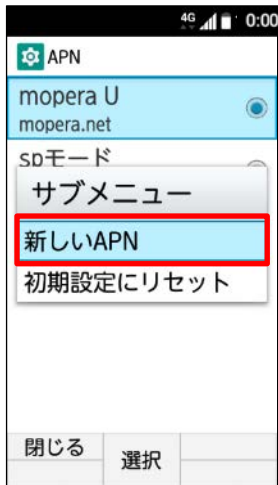 4G 0:00
APN
mopera U
mopera.net
spモード
サブメニュー
新しいAPN
初期設定にリセット
閉じる
選択